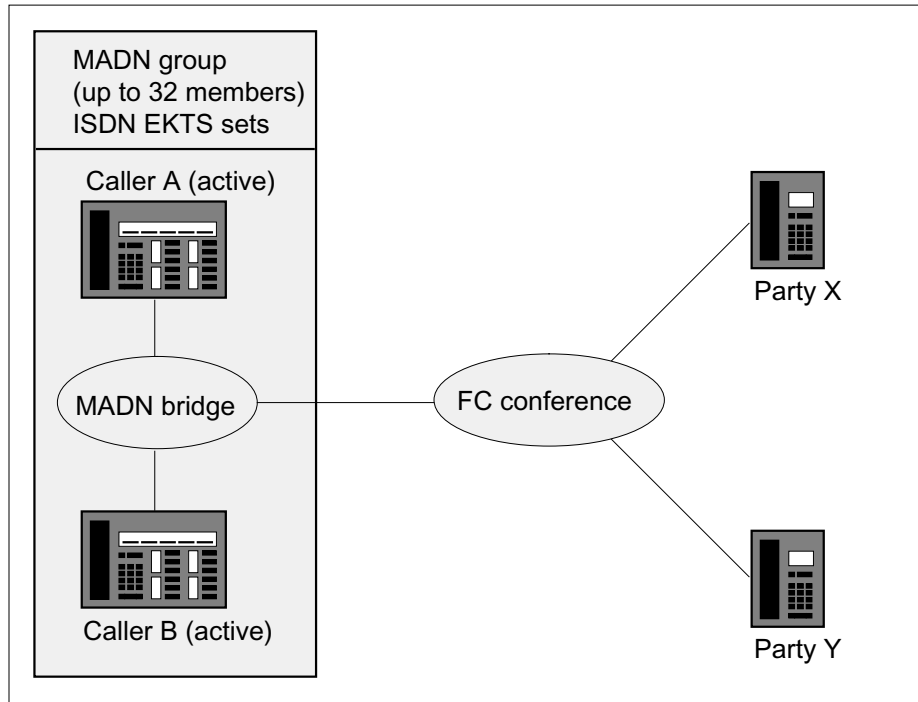 MADN group
(up to 32 members)
ISDN EKTS sets
Caller A (active)
Party X
MADN bridge
FC conference
Caller B (active)
Party Y